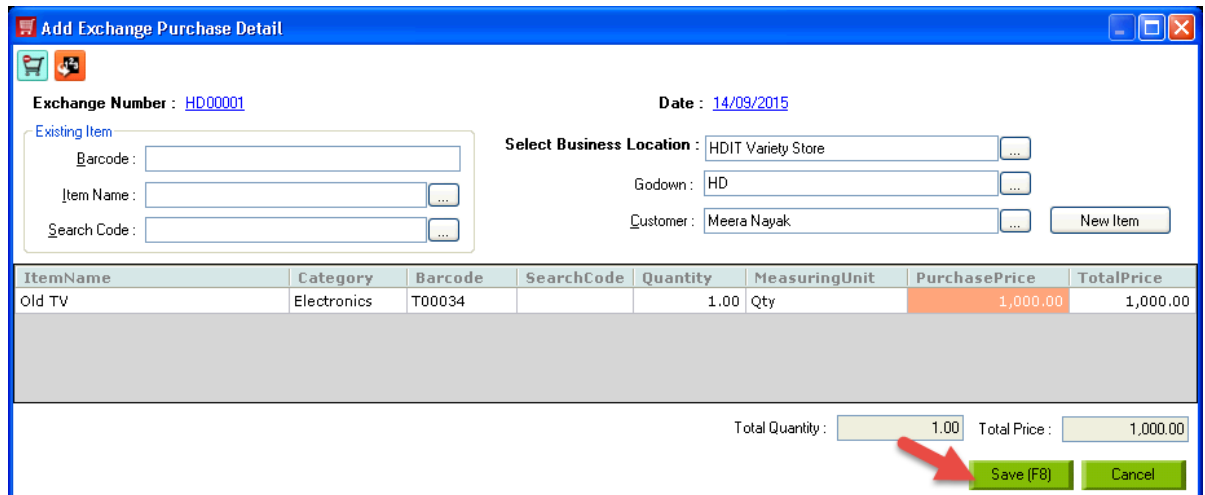 Add Exchange Purchase Detail
Exchange Number : HD00001 Date : 14/09/2015
Existing Item
Barcode :
Item Name : ...
Search Code : ...
Select Business Location : HDIT Variety Store ...
Godown : HD ...
Customer : Meera Nayak ... New Item
ItemName Category Barcode SearchCode Quantity MeasuringUnit PurchasePrice TotalPrice
Old TV Electronics T00034 1.00 Qty 1,000.00 1,000.00
Total Quantity : 1.00 Total Price : 1,000.00
Save (F8) Cancel